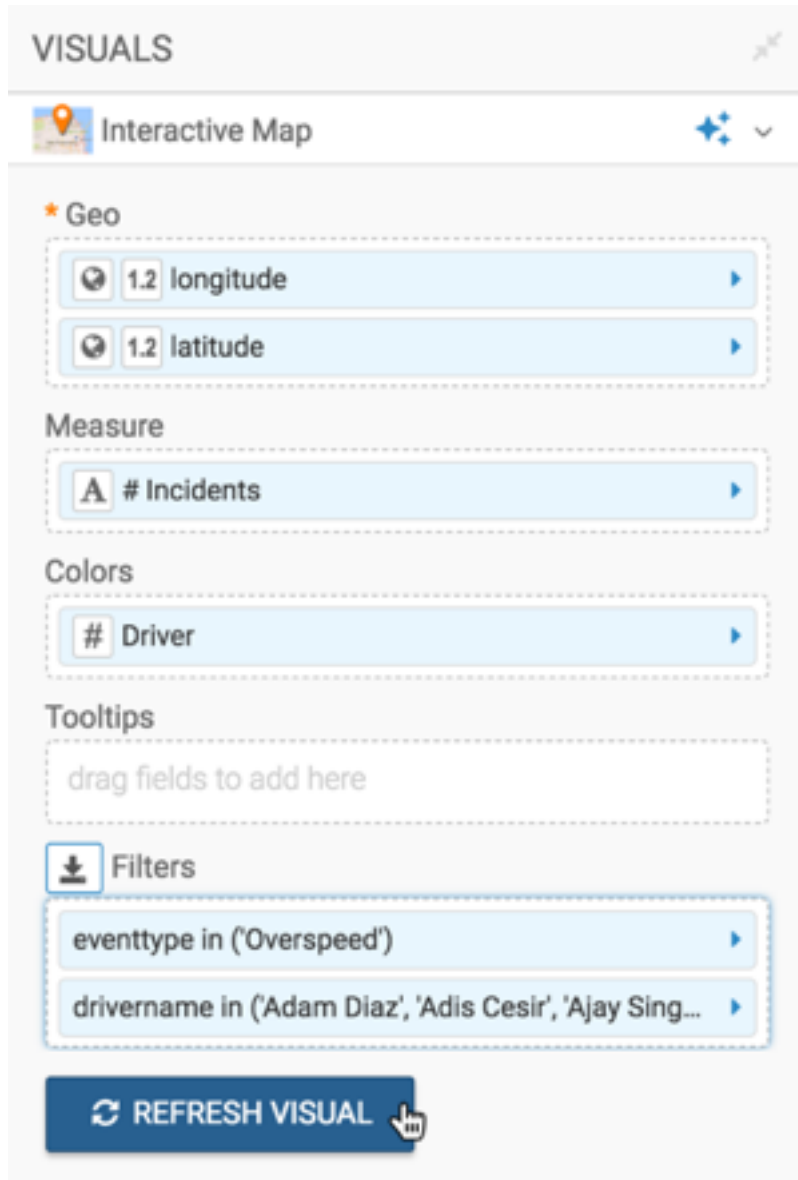 VISUALS
Interactive Map
* Geo
1.2 longitude
1.2 latitude
Measure
A # Incidents
Colors
# Driver
Tooltips
drag fields to add here
Filters
eventtype in ('Overspeed')
drivername in ('Adam Diaz', 'Adis Cesir', 'Ajay Sing...
REFRESH VISUAL